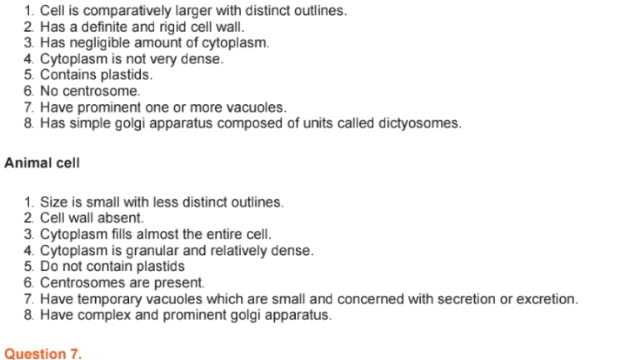 1. Cell is comparatively larger with distinct outlines.
2. Has a definite and rigid cell wall.
3. Has negligible amount of cytoplasm.
4. Cytoplasm is not very dense.
5. Contains plastids.
6. No centrosome.
7. Have prominent one or more vacuoles.
8. Has simple golgi apparatus composed of units called dictyosomes.
Animal cell
1. Size is small with less distinct outlines.
2. Cell wall absent.
3. Cytoplasm fills almost the entire cell.
4. Cytoplasm is granular and relatively dense.
5. Do not contain plastids
6. Centrosomes are present.
7. Have temporary vacuoles which are small and concerned with secretion or excretion.
8. Have complex and prominent golgi apparatus.
Question 7.